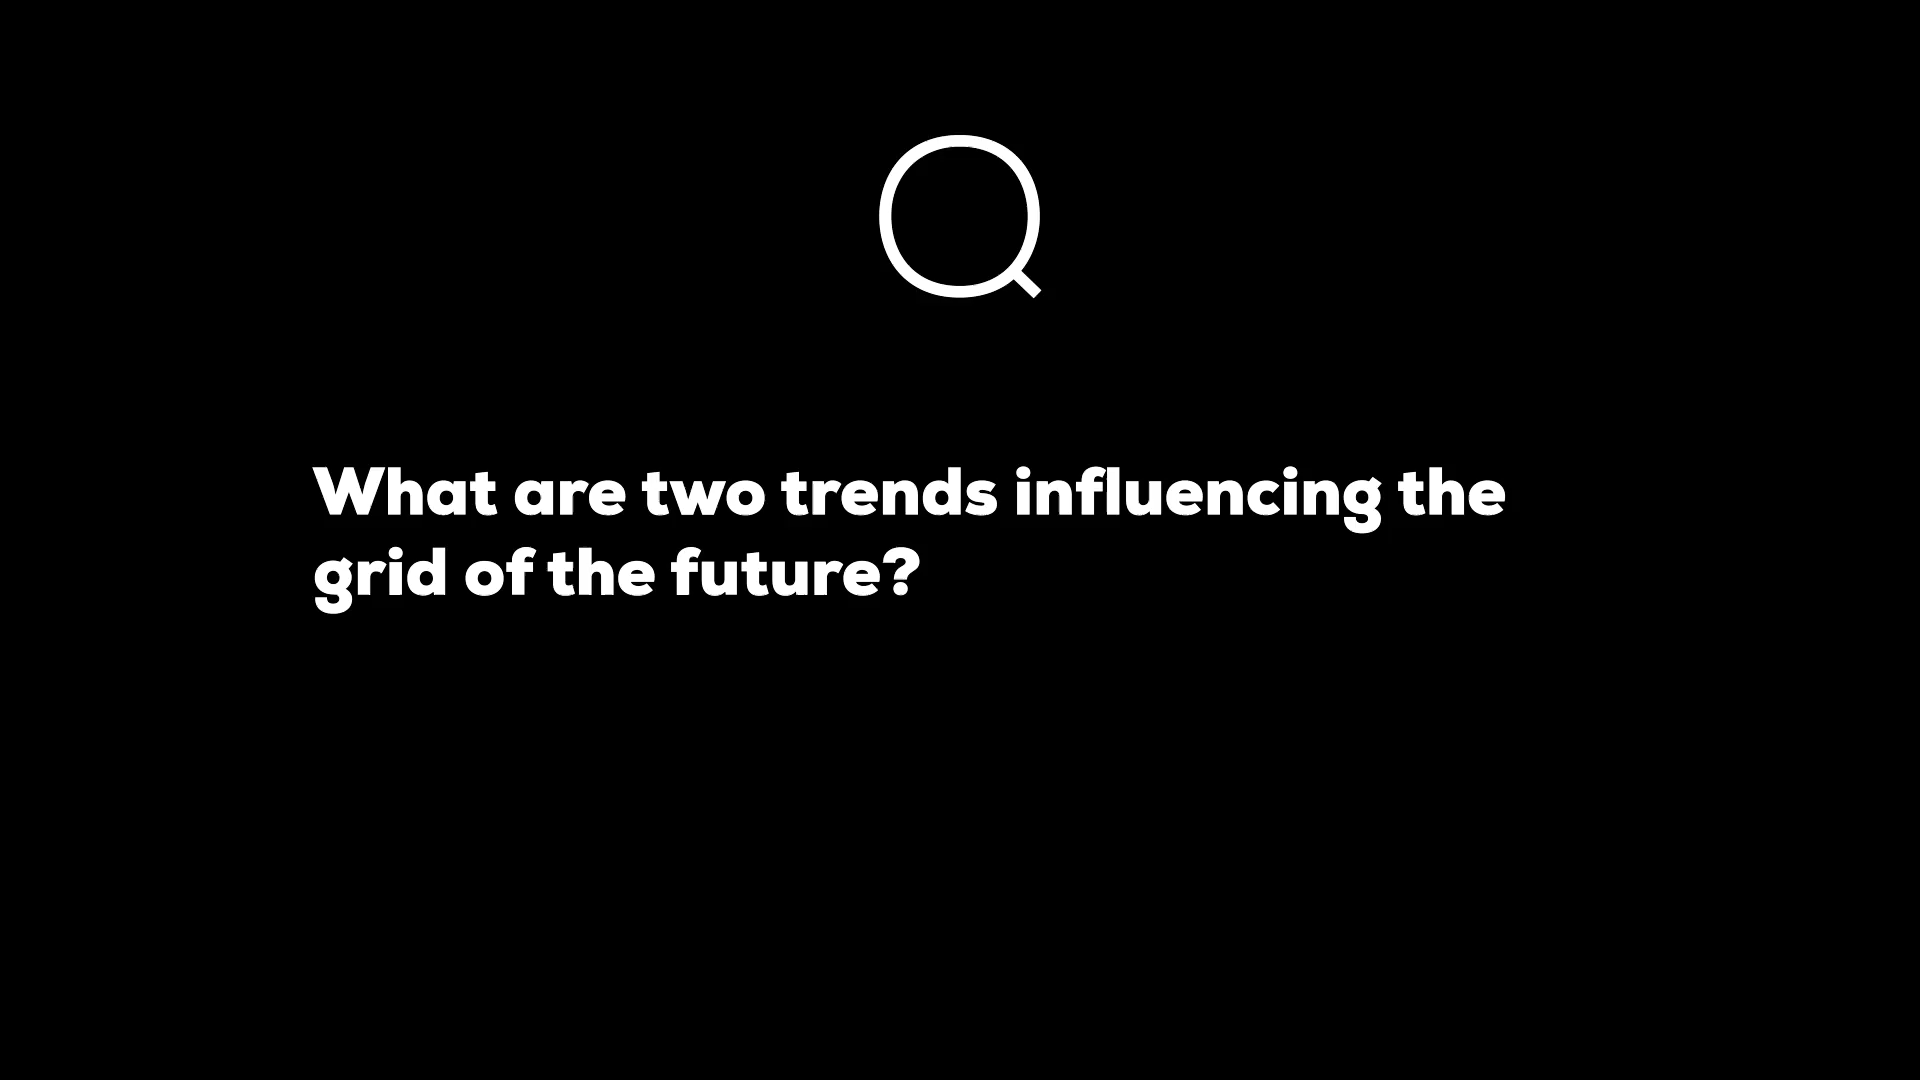 Q
What are two trends influencing the
grid of the future?